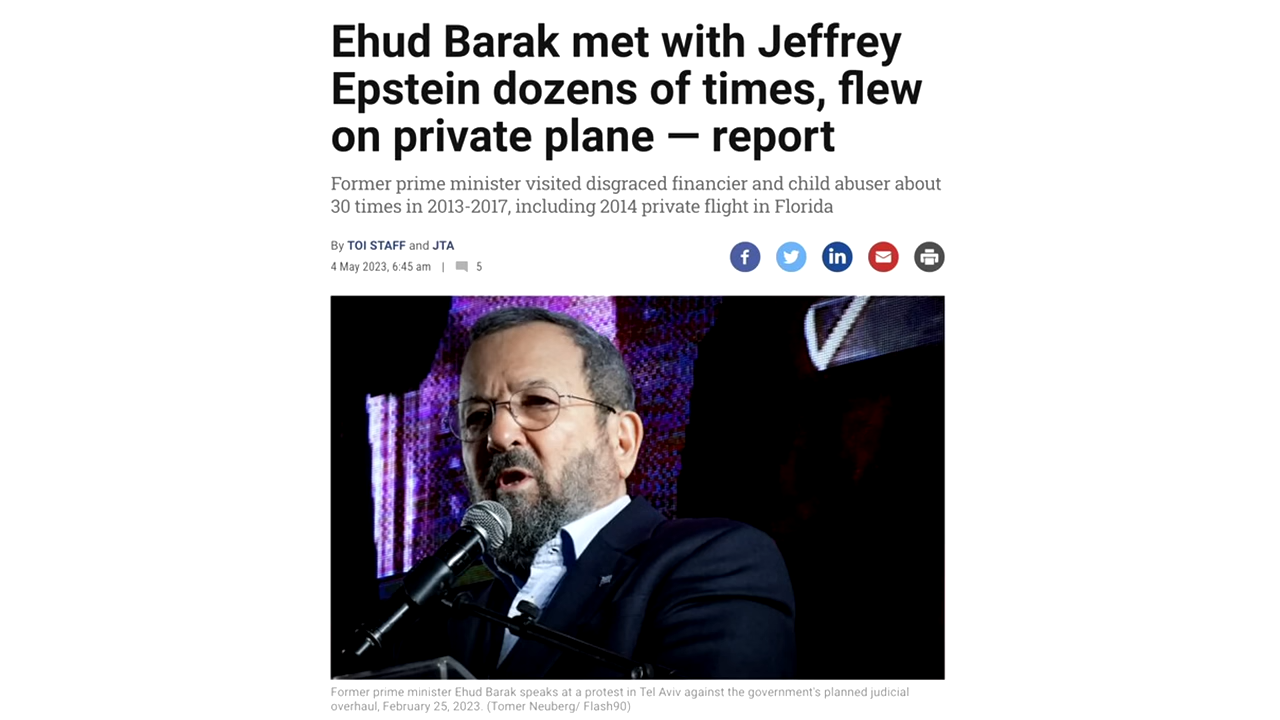 Ehud Barak met with Jeffrey
Epstein dozens of times, flew
on private plane — report
Former prime minister visited disgraced financier and child abuser about
30 times in 2013-2017, including 2014 private flight in Florida
By TOI STAFF and JTA
4 May 2023, 6:45 am | 5
Former prime minister Ehud Barak speaks at a protest in Tel Aviv against the government's planned judicial
overhaul, February 25, 2023. (Tomer Neuberg/ Flash90)